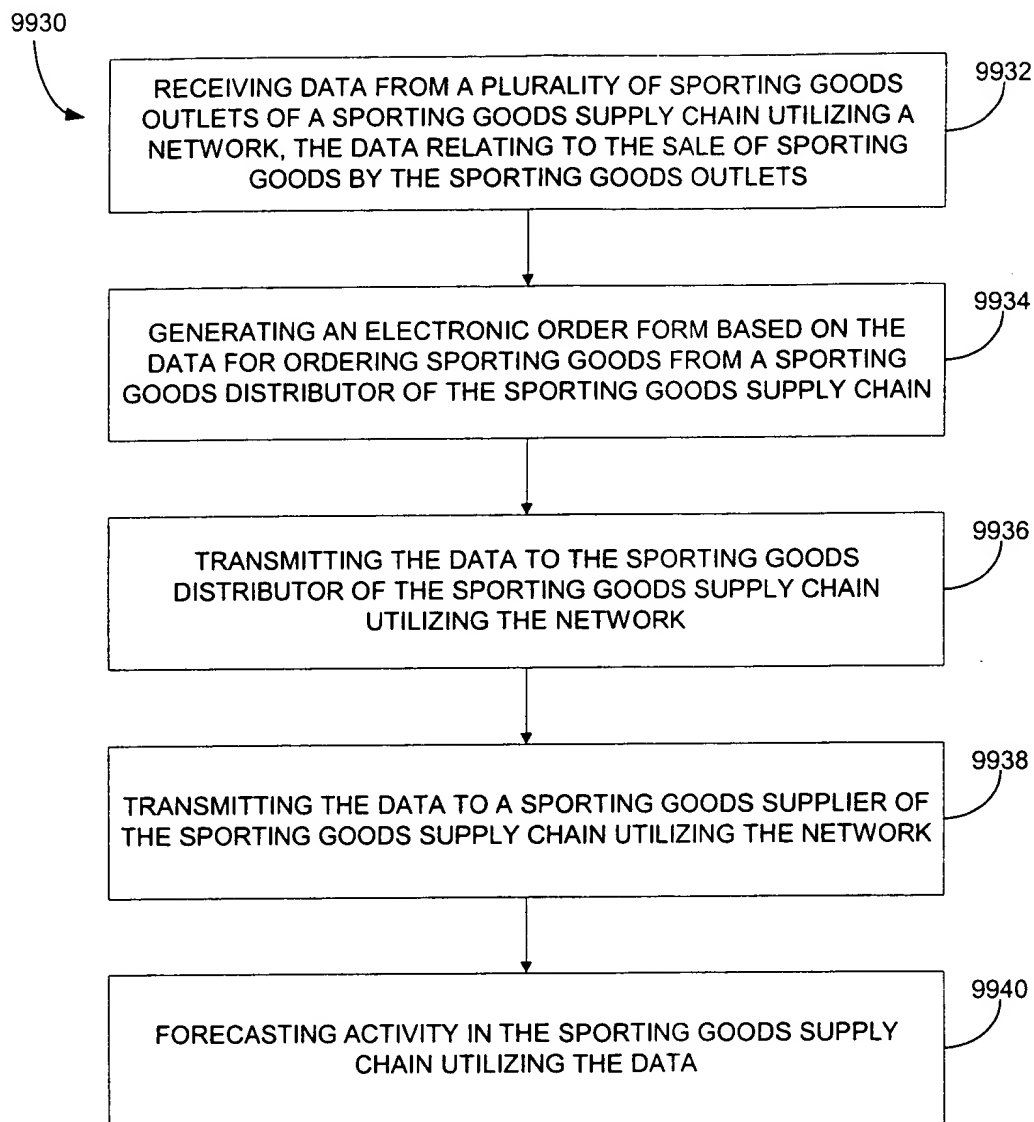 9930
9932
RECEIVING DATA FROM A PLURALITY OF SPORTING GOODS
OUTLETS OF A SPORTING GOODS SUPPLY CHAIN UTILIZING A
NETWORK, THE DATA RELATING TO THE SALE OF SPORTING
GOODS BY THE SPORTING GOODS OUTLETS
9934
GENERATING AN ELECTRONIC ORDER FORM BASED ON THE
DATA FOR ORDERING SPORTING GOODS FROM A SPORTING
GOODS DISTRIBUTOR OF THE SPORTING GOODS SUPPLY CHAIN
9936
TRANSMITTING THE DATA TO THE SPORTING GOODS
DISTRIBUTOR OF THE SPORTING GOODS SUPPLY CHAIN
UTILIZING THE NETWORK
9938
TRANSMITTING THE DATA TO A SPORTING GOODS SUPPLIER OF
THE SPORTING GOODS SUPPLY CHAIN UTILIZING THE NETWORK
9940
FORECASTING ACTIVITY IN THE SPORTING GOODS SUPPLY
CHAIN UTILIZING THE DATA